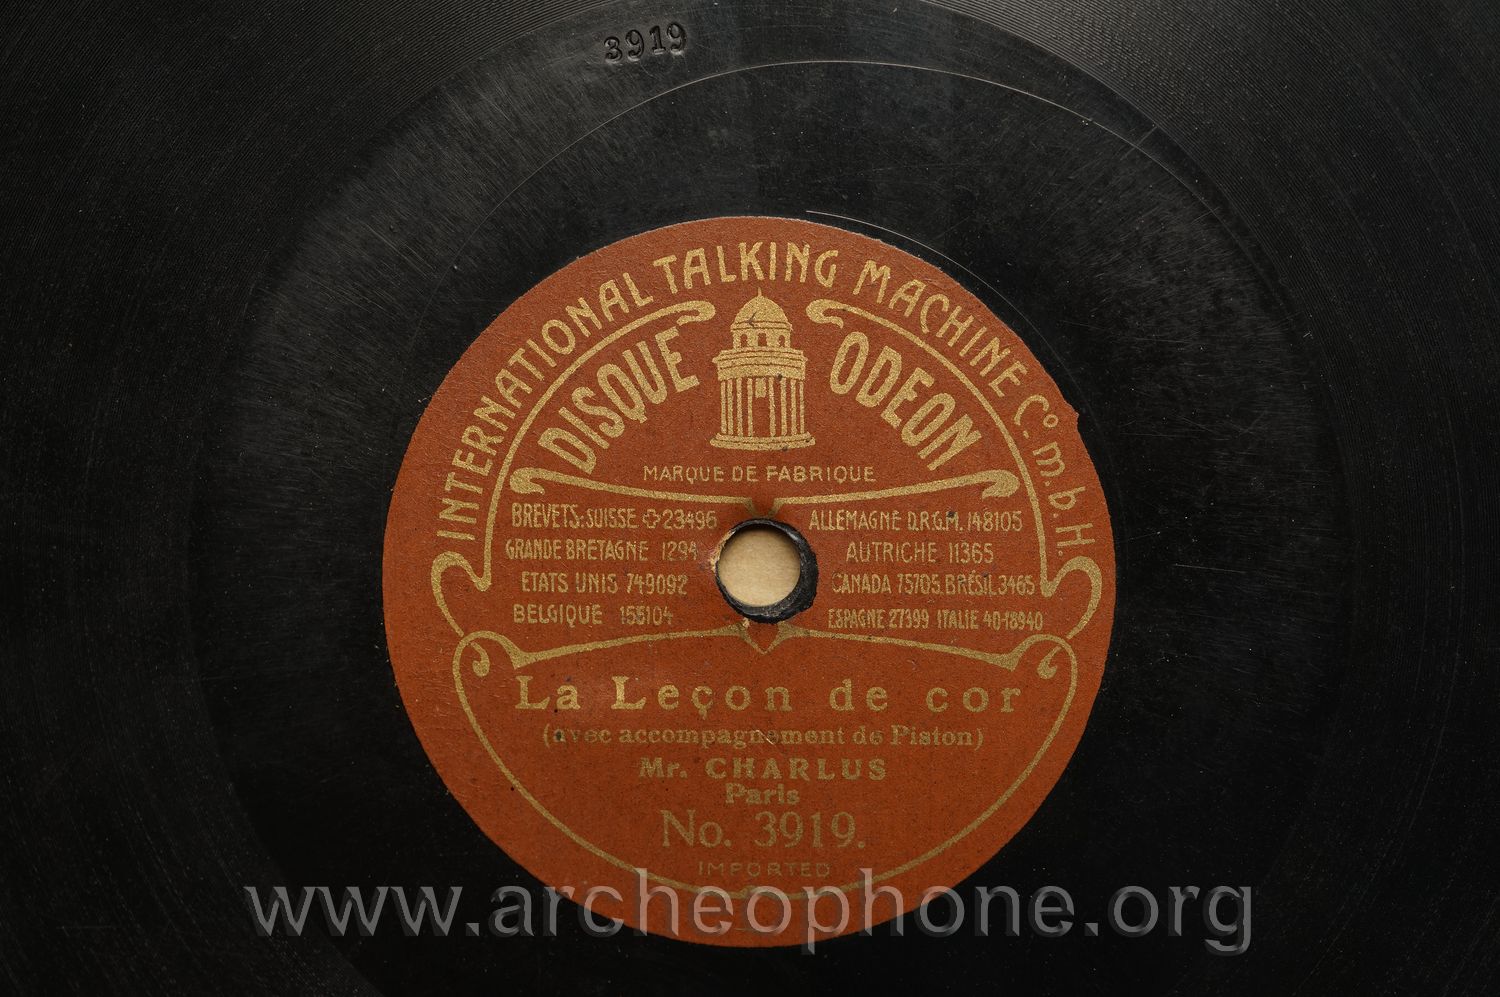 3919
INTERNATIONAL TALKING MACHINE Co. m.b.H.
DISQUE ODEON
MARQUE DE FABRIQUE
BREVETS: SUISSE 23496
GRANDE BRETAGNE 1294
ETATS UNIS 749092
BELGIQUE 155104
ALLEMAGNE D.R.G.M. 148105
AUTRICHE 11365
CANADA 75705. BRÉSIL 3465
ESPAGNE 27399 ITALIE 40-18940
La Leçon de cor
(avec accompagnement de Piston)
Mr. CHARLUS
Paris
No. 3919.
IMPORTED
www.archeophone.org